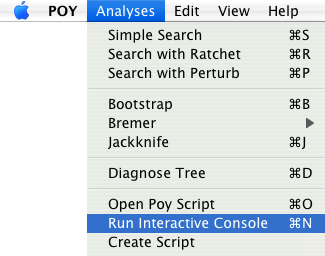 POY Analyses Edit View Help
Simple Search ⌘S
Search with Ratchet ⌘R
Search with Perturb ⌘P
Bootstrap ⌘B
Bremer
Jackknife ⌘J
Diagnose Tree ⌘D
Open Poy Script ⌘O
Run Interactive Console ⌘N
Create Script